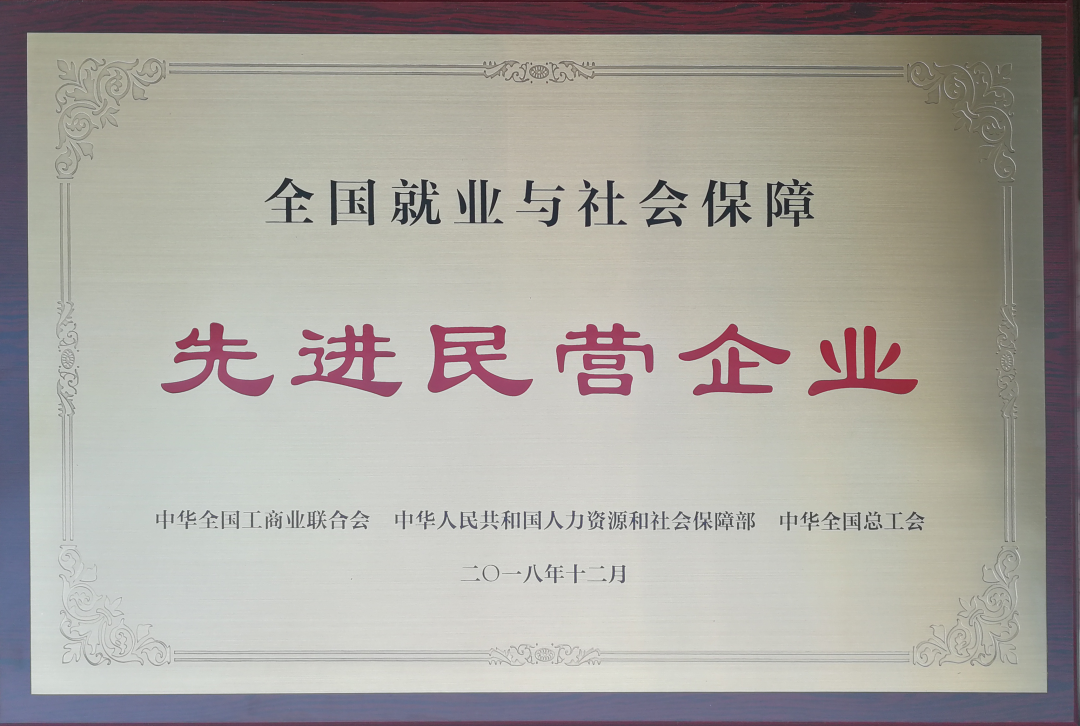 全国就业与社会保障
先进民营企业
中华全国工商业联合会 中华人民共和国人力资源和社会保障部 中华全国总工会
二〇一八年十二月